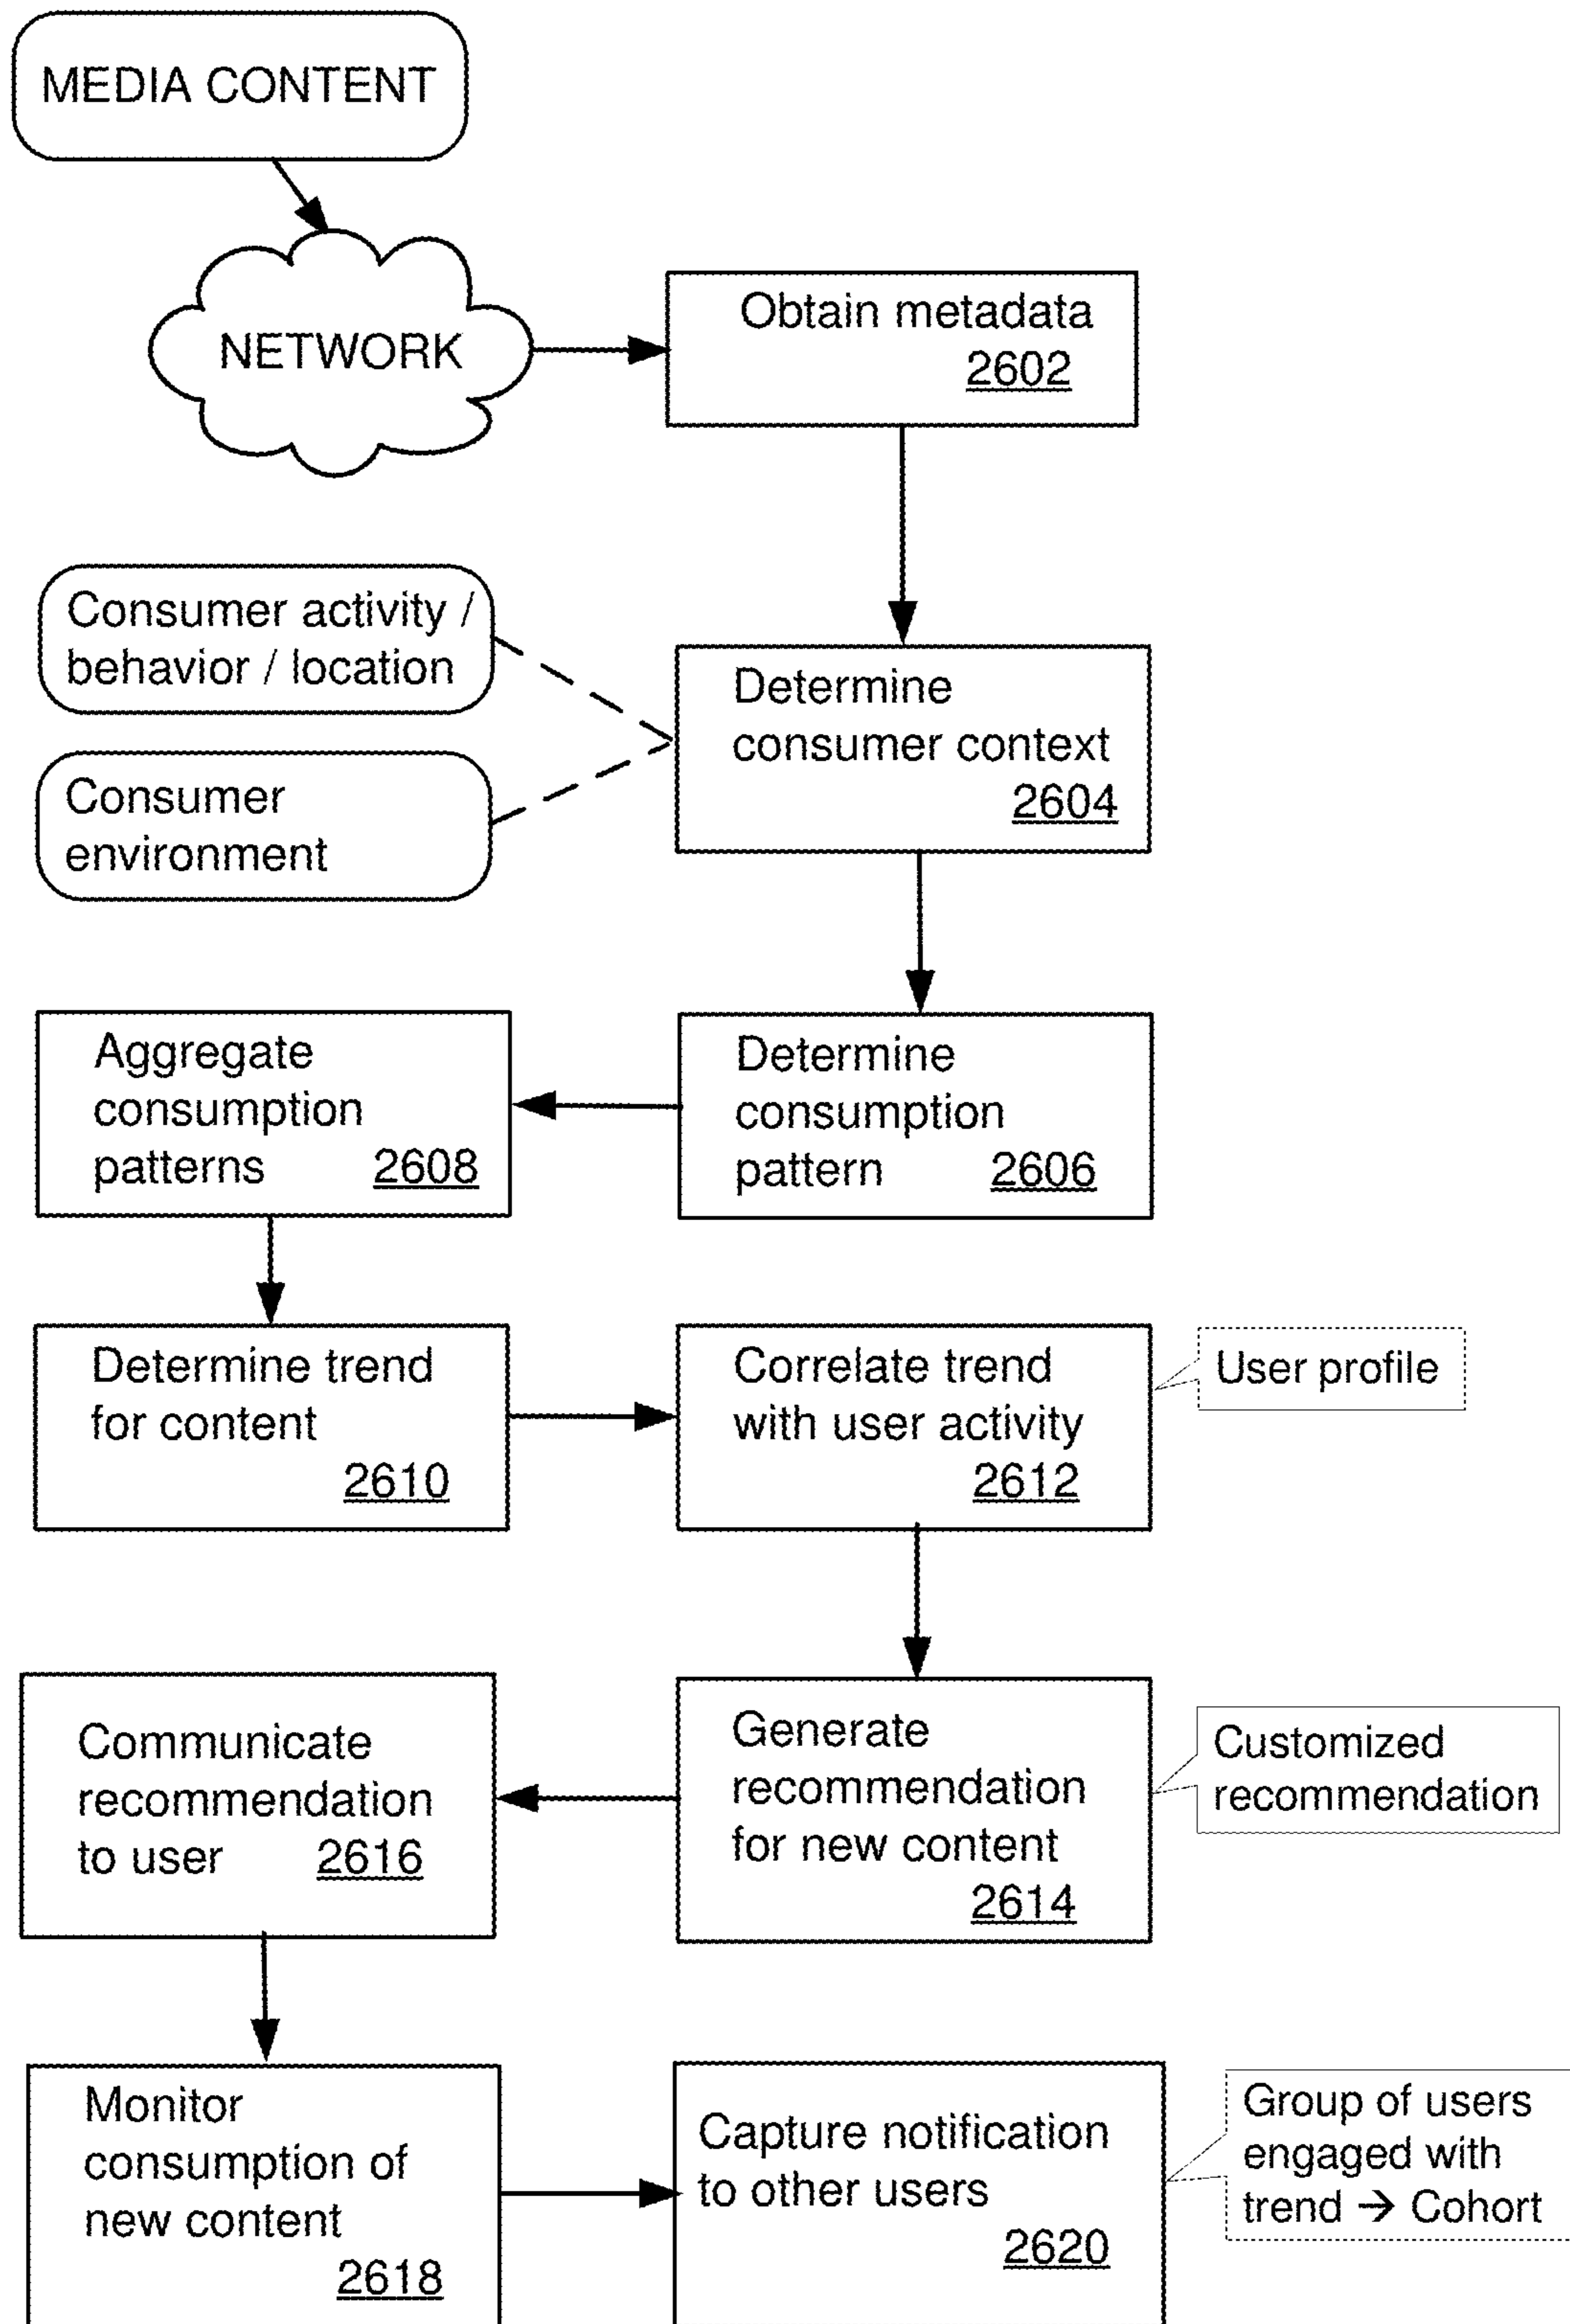 MEDIA CONTENT
NETWORK
Obtain metadata
2602
Consumer activity /
behavior / location
Consumer
environment
Determine
consumer context
2604
Aggregate
consumption
patterns 2608
Determine
consumption
pattern 2606
Determine trend
for content
2610
Correlate trend
with user activity
2612
User profile
Communicate
recommendation
to user 2616
Generate
recommendation
for new content
2614
Customized
recommendation
Monitor
consumption of
new content
2618
Capture notification
to other users
2620
Group of users
engaged with
trend → Cohort